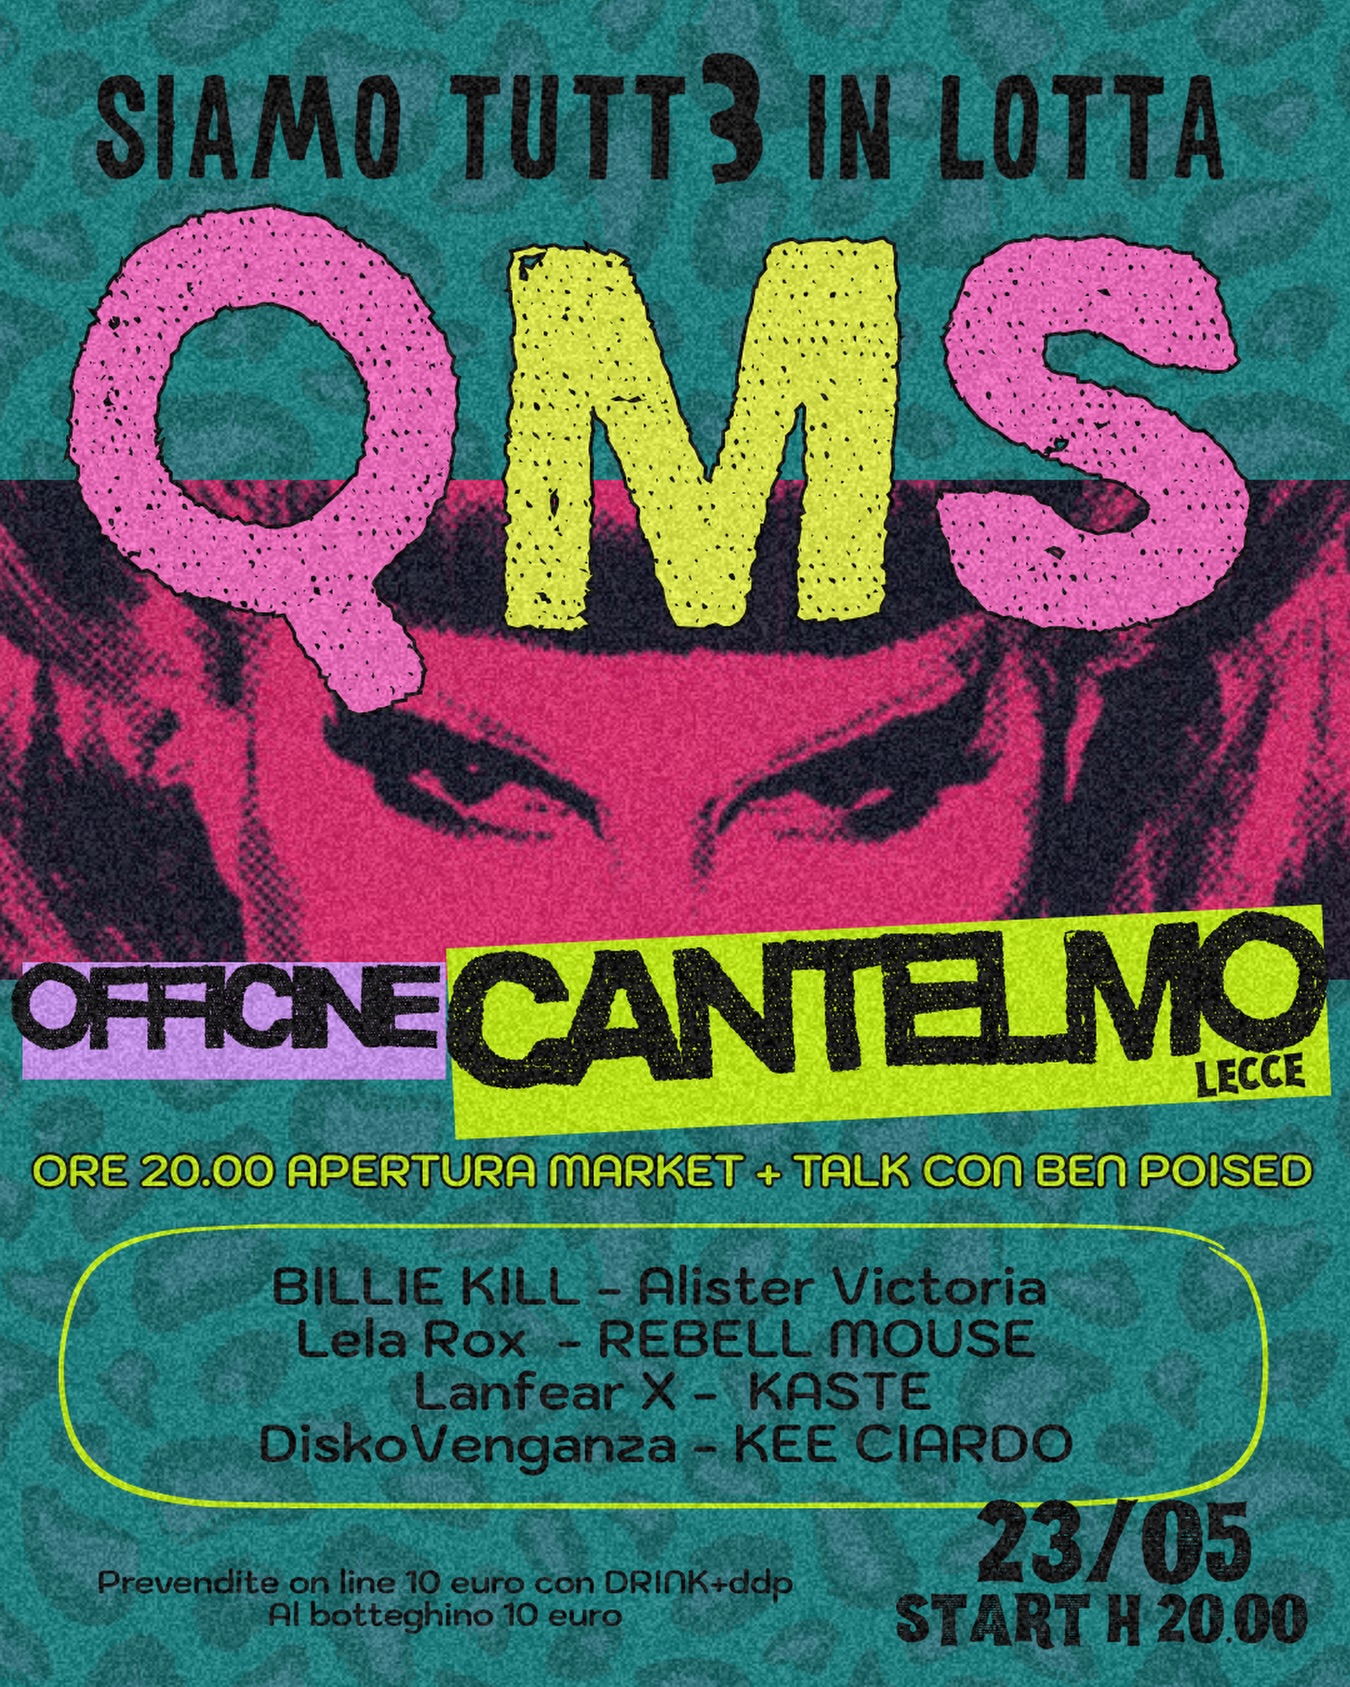 SIAMO TUTT3 IN LOTTA
QMS
OFFICINE CANTELMO
LECCE
ORE 20.00 APERTURA MARKET + TALK CON BEN POISED
BILLIE KILL - Alister Victoria
Lela Rox - REBELL MOUSE
Lanfear X - KASTE
DiskoVenganza - KEE CIARDO
23/05
START H 20.00
Prevendite on line 10 euro con DRINK+ddp
Al botteghino 10 euro